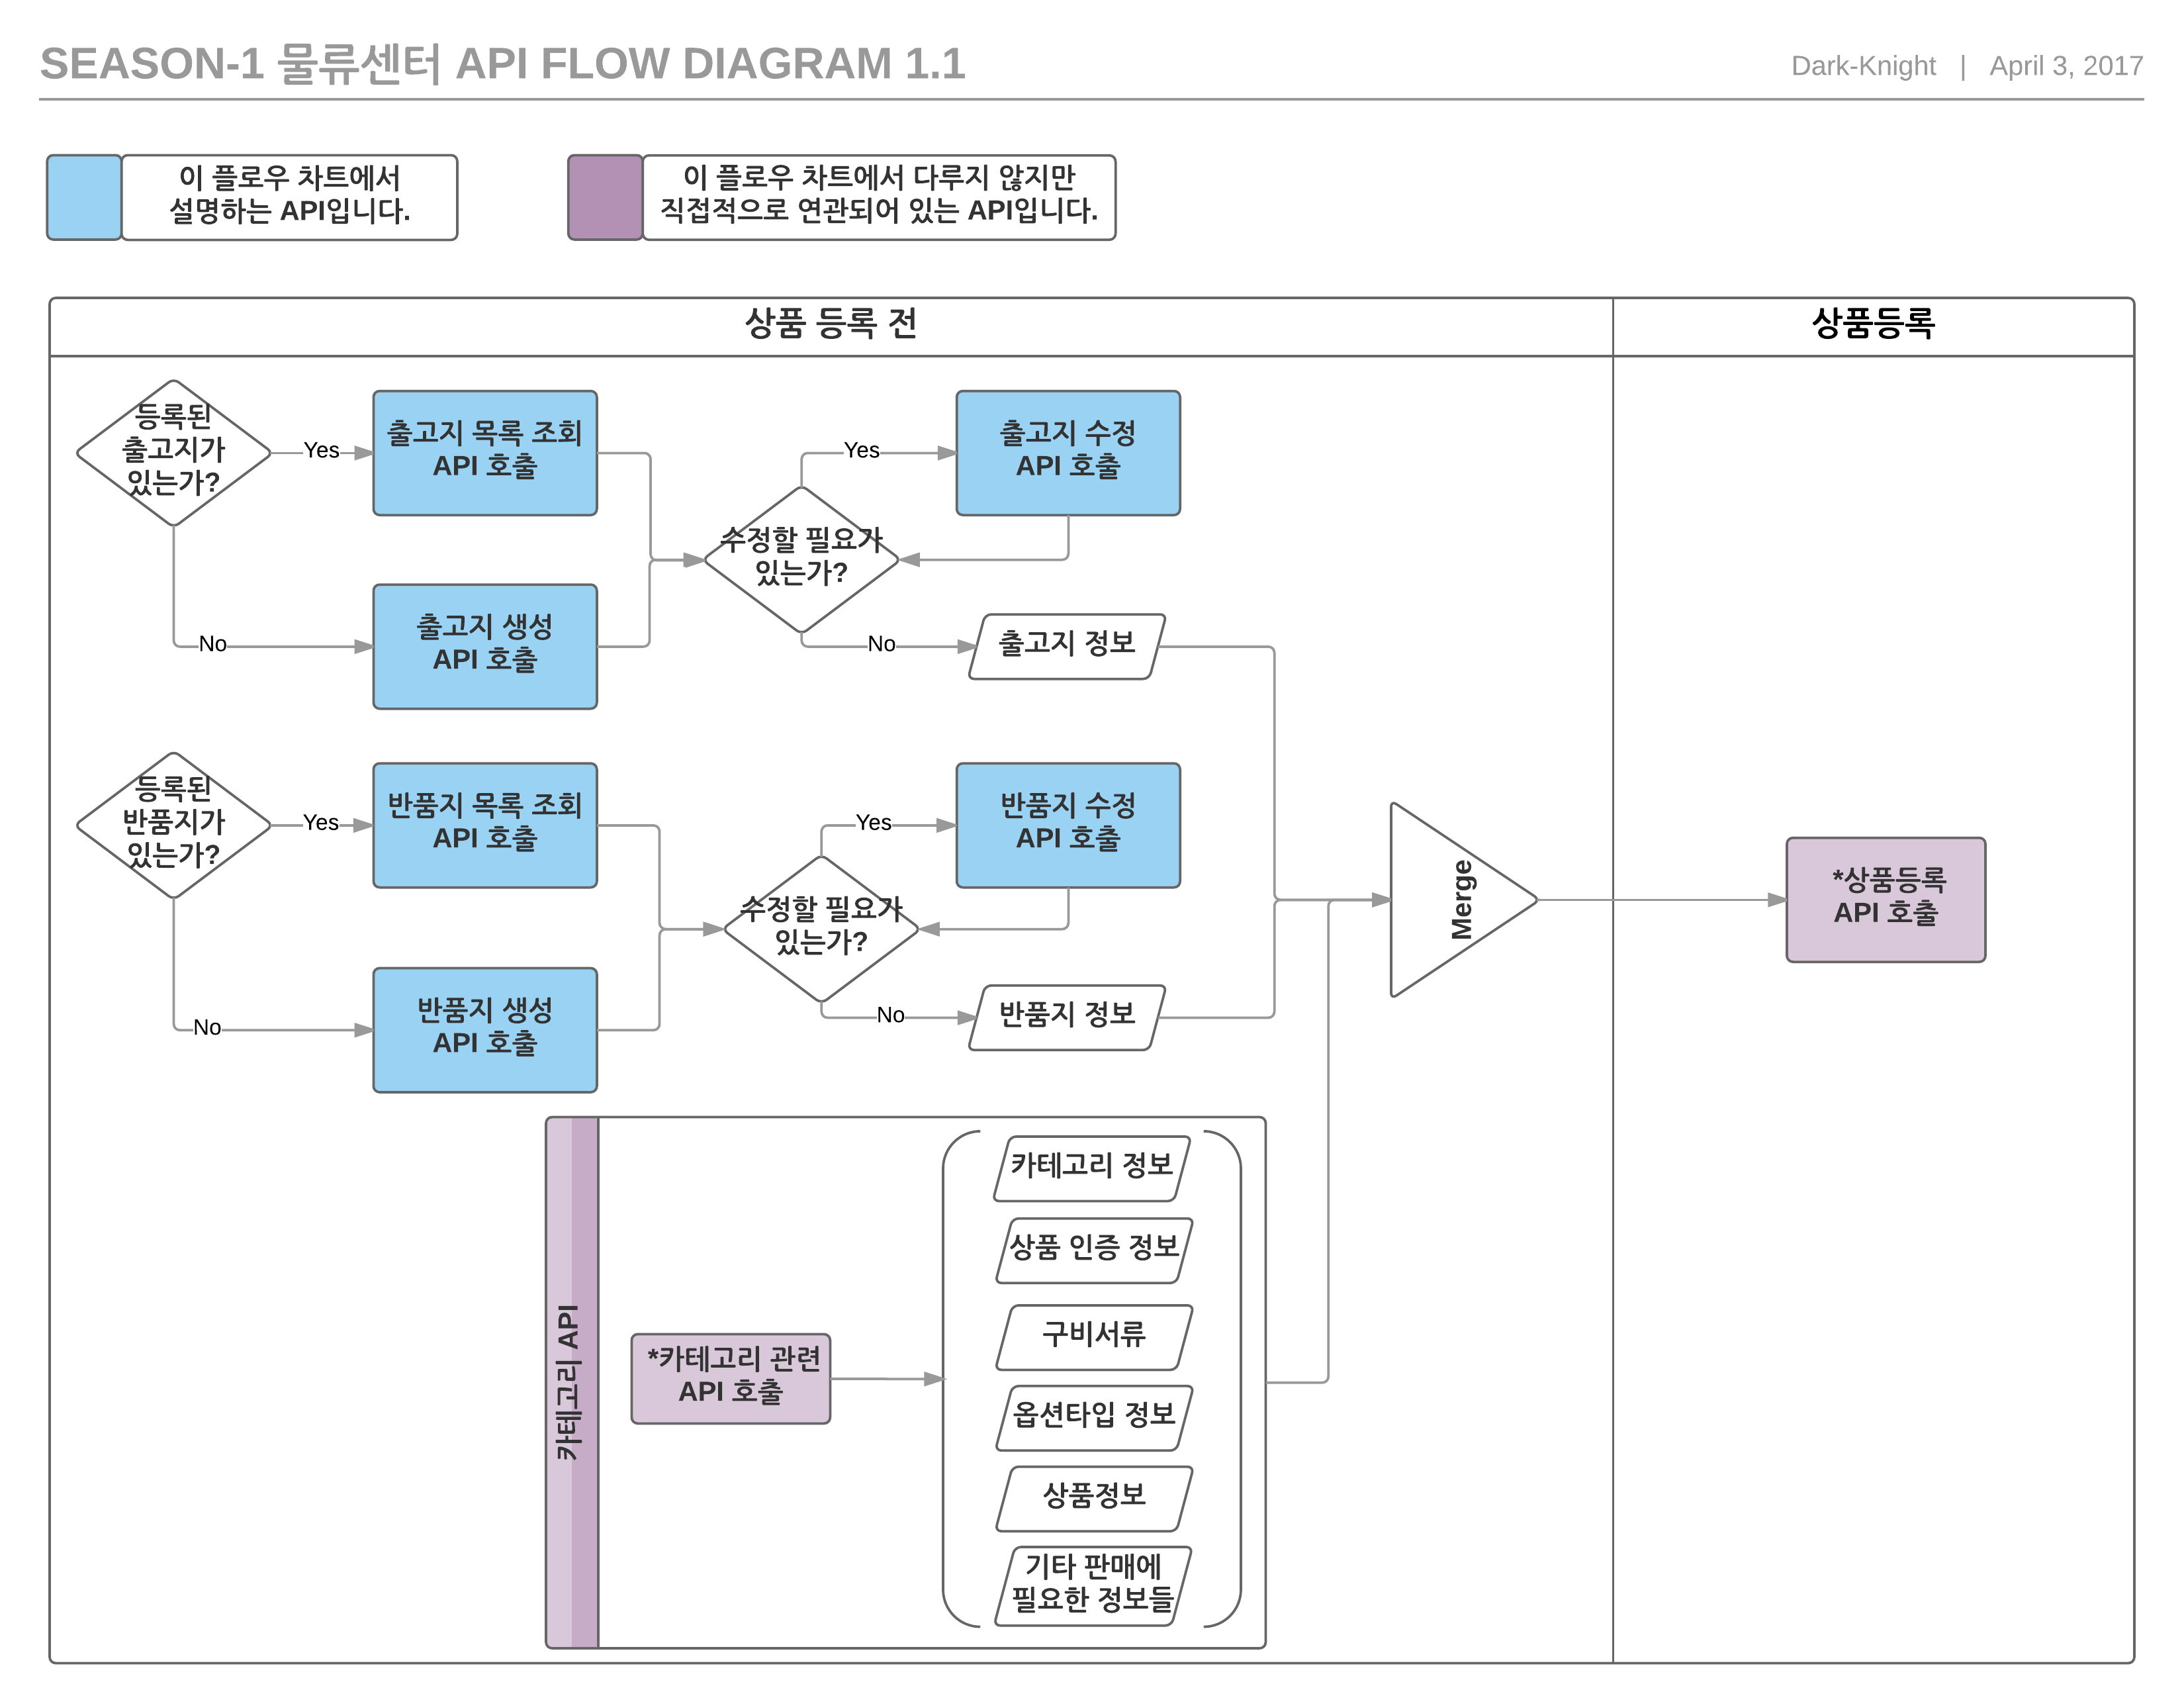 SEASON-1 물류센터 API FLOW DIAGRAM 1.1
Dark-Knight | April 3, 2017
이 플로우 차트에서
설명하는 API입니다.
이 플로우 차트에서 다루지 않지만
직접적으로 연관되어 있는 API입니다.
상품 등록 전
상품등록
등록된
출고지가
있는가?
Yes
출고지 목록 조회
API 호출
Yes
출고지 수정
API 호출
수정할 필요가
있는가?
No
출고지 생성
API 호출
No
출고지 정보
등록된
반품지가
있는가?
Yes
반품지 목록 조회
API 호출
Yes
반품지 수정
API 호출
수정할 필요가
있는가?
Merge
*상품등록
API 호출
No
반품지 생성
API 호출
No
반품지 정보
카테고리 API
*카테고리 관련
API 호출
카테고리 정보
상품 인증 정보
구비서류
옵션타입 정보
상품정보
기타 판매에
필요한 정보들